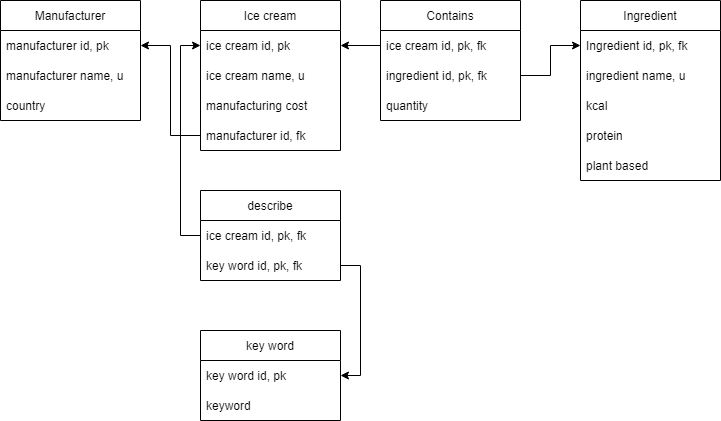 Manufacturer
manufacturer id, pk
manufacturer name, u
country
Ice cream
ice cream id, pk
ice cream name, u
manufacturing cost
manufacturer id, fk
Contains
ice cream id, pk, fk
ingredient id, pk, fk
quantity
Ingredient
Ingredient id, pk, fk
ingredient name, u
kcal
protein
plant based
describe
ice cream id, pk, fk
key word id, pk, fk
key word
key word id, pk
keyword